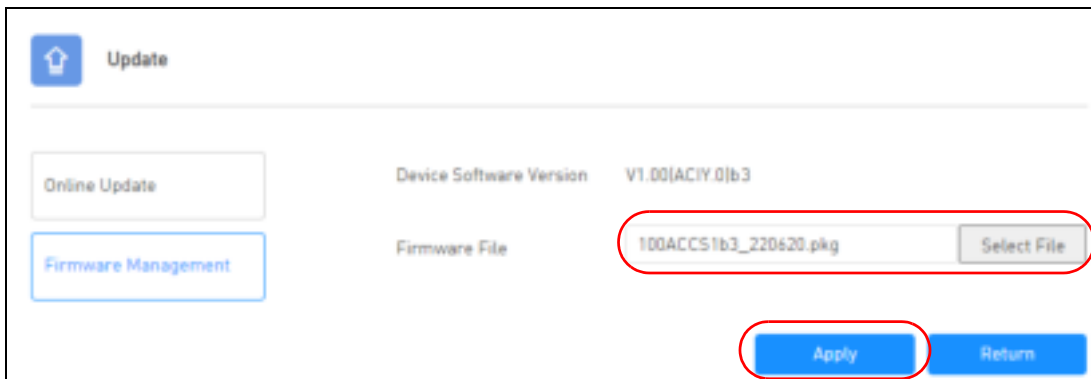 Update
Online Update
Device Software Version V1.00(ACIY.0)b3
Firmware Management
Firmware File 100ACCS1b3_220620.pkg Select File
Apply Return